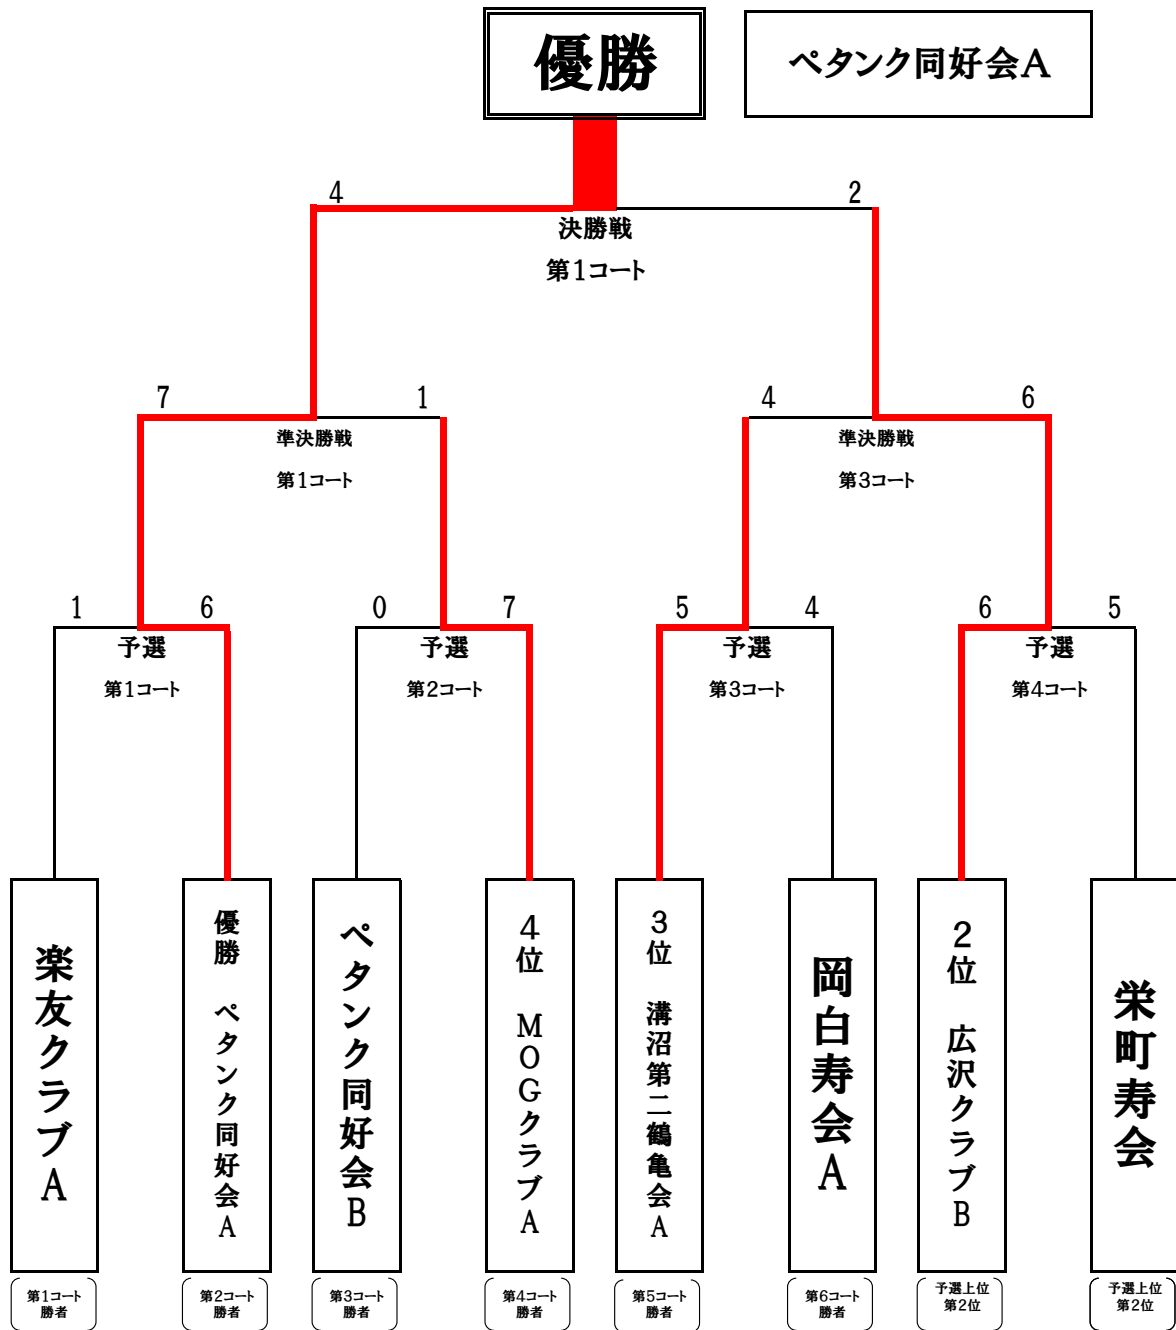 優勝
ペタンク同好会A
4
2
決勝戦
第1コート
7
1
4
6
準決勝戦
準決勝戦
第1コート
第3コート
1
6
0
7
5
4
6
5
予選
予選
予選
予選
第1コート
第2コート
第3コート
第4コート
楽友クラブA
優勝 ペタンク同好会A
ペタンク同好会B
4位 MOGクラブA
3位 溝沼第二鶴亀会A
岡白寿会A
2位 広沢クラブB
栄町寿会
第1コート
勝者
第2コート
勝者
第3コート
勝者
第4コート
勝者
第5コート
勝者
第6コート
勝者
予選上位
第2位
予選上位
第2位